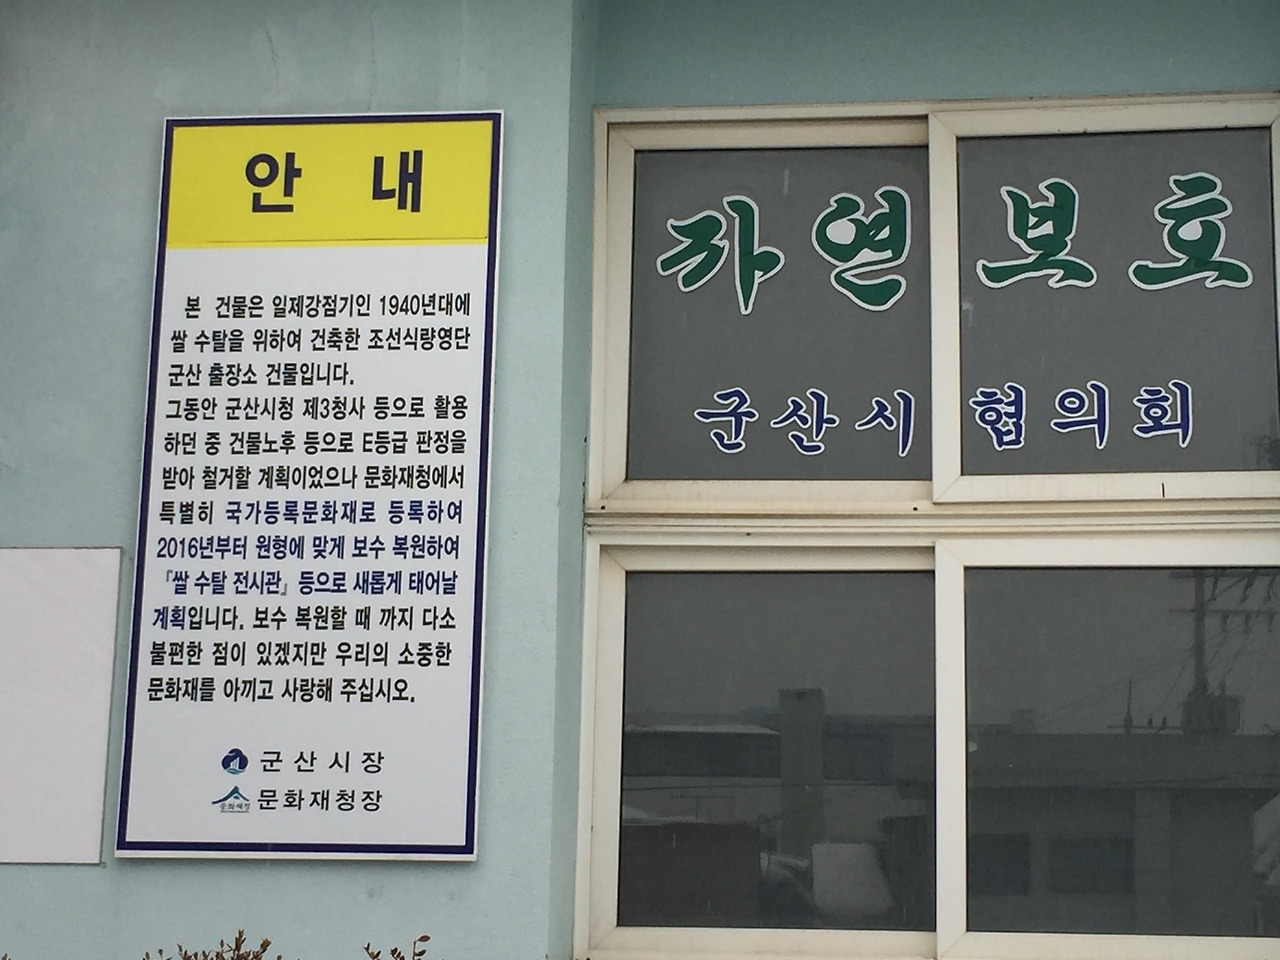 안 내
본 건물은 일제강점기인 1940년대에
쌀 수탈을 위하여 건축한 조선식량영단
군산 출장소 건물입니다.
그동안 군산시청 제3청사 등으로 활용
하던 중 건물노후 등으로 E등급 판정을
받아 철거할 계획이었으나 문화재청에서
특별히 국가등록문화재로 등록하여
2016년부터 원형에 맞게 보수 복원하여
『쌀 수탈 전시관』 등으로 새롭게 태어날
계획입니다. 보수 복원할 때 까지 다소
불편한 점이 있겠지만 우리의 소중한
문화재를 아끼고 사랑해 주십시오.
군 산 시 장
문화재청
문화재청장
자연보호
군산시협의회